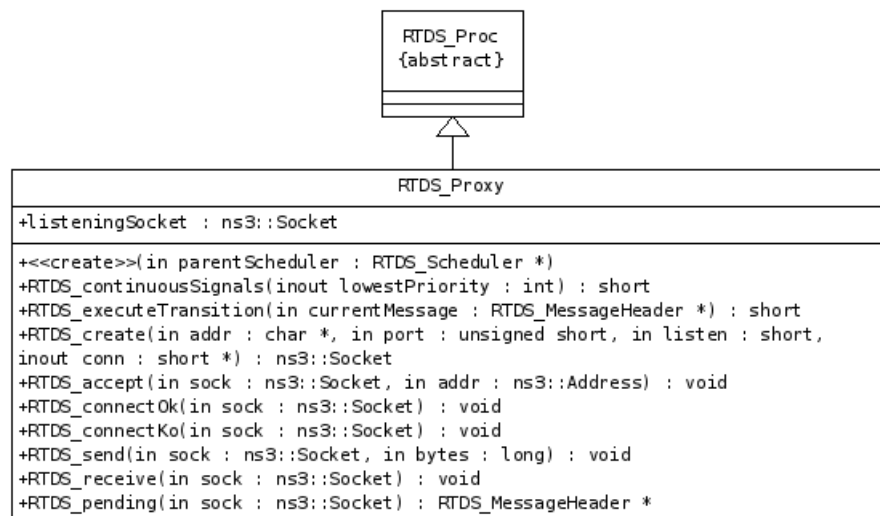 RTDS_Proc
{abstract}
RTDS_Proxy
+listeningSocket : ns3::Socket
+<<create>>(in parentScheduler : RTDS_Scheduler *)
+RTDS_continuousSignals(inout lowestPriority : int) : short
+RTDS_executeTransition(in currentMessage : RTDS_MessageHeader *) : short
+RTDS_create(in addr : char *, in port : unsigned short, in listen : short,
inout conn : short *) : ns3::Socket
+RTDS_accept(in sock : ns3::Socket, in addr : ns3::Address) : void
+RTDS_connectOk(in sock : ns3::Socket) : void
+RTDS_connectKo(in sock : ns3::Socket) : void
+RTDS_send(in sock : ns3::Socket, in bytes : long) : void
+RTDS_receive(in sock : ns3::Socket) : void
+RTDS_pending(in sock : ns3::Socket) : RTDS_MessageHeader *